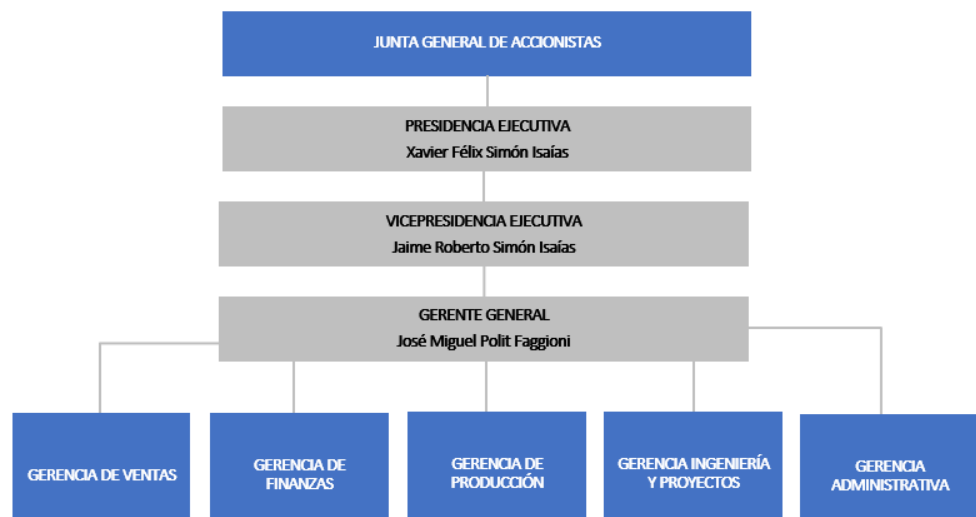 JUNTA GENERAL DE ACCIONISTAS
PRESIDENCIA EJECUTIVA
Xavier Félix Simón Isaías
VICEPRESIDENCIA EJECUTIVA
Jaime Roberto Simón Isaías
GERENTE GENERAL
José Miguel Polit Faggioni
GERENCIA DE VENTAS
GERENCIA DE
FINANZAS
GERENCIA DE
PRODUCCIÓN
GERENCIA INGENIERÍA
Y PROYECTOS
GERENCIA
ADMINISTRATIVA